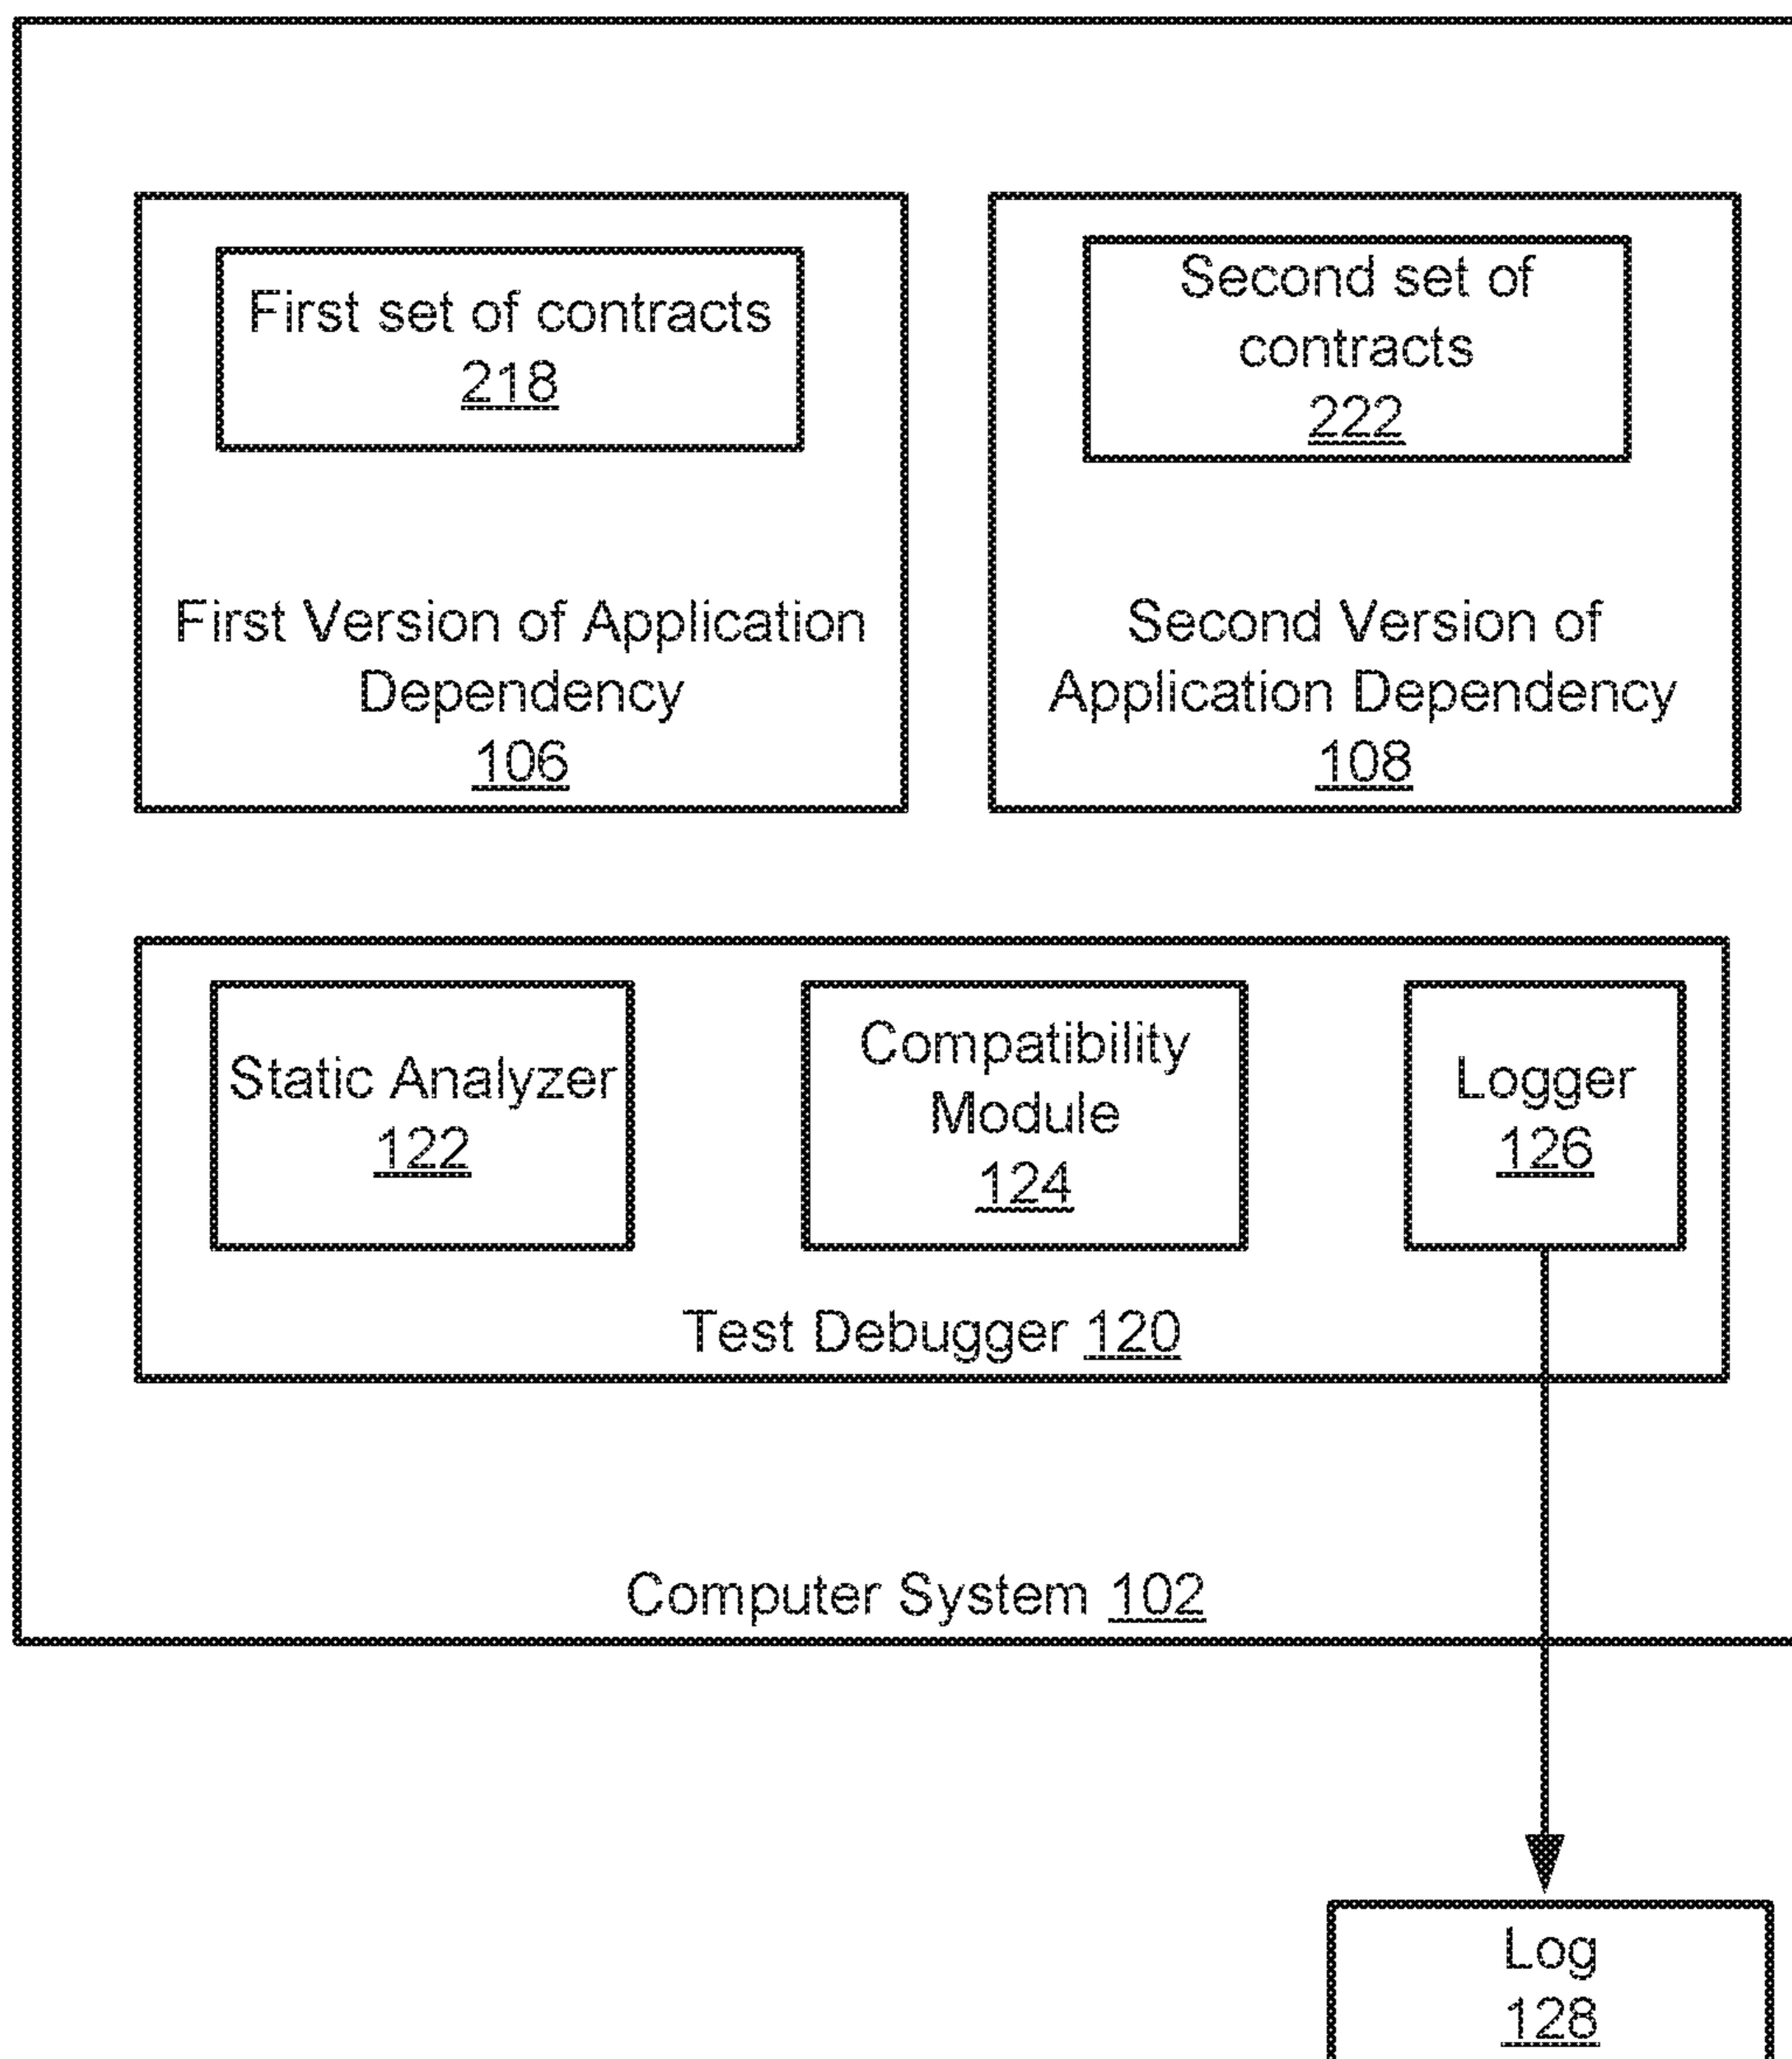 First set of contracts
218
First Version of Application
Dependency
106
Second set of
contracts
222
Second Version of
Application Dependency
108
Static Analyzer
122
Compatibility
Module
124
Logger
126
Test Debugger 120
Computer System 102
Log
128